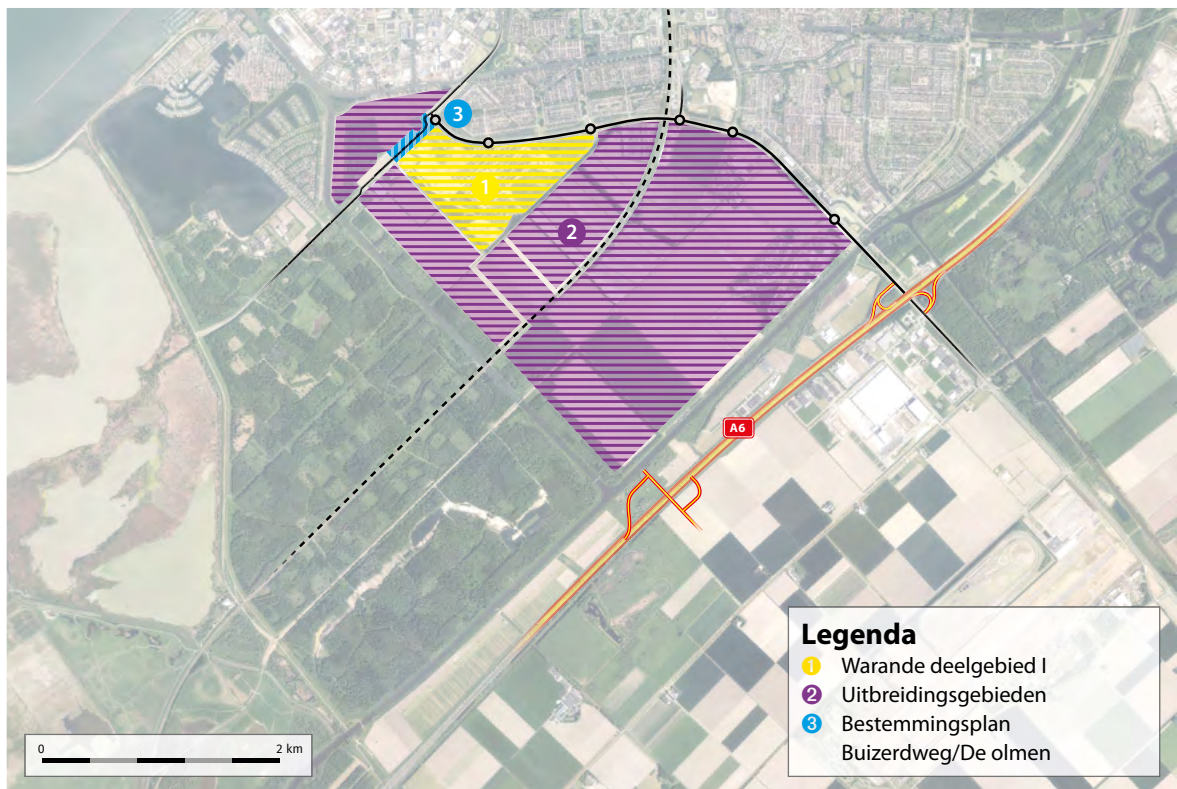 3
1
2
A6
Legenda
1 Warande deelgebied I
2 Uitbreidingsgebieden
3 Bestemmingsplan
Buizerdweg/De olmen
0 2 km